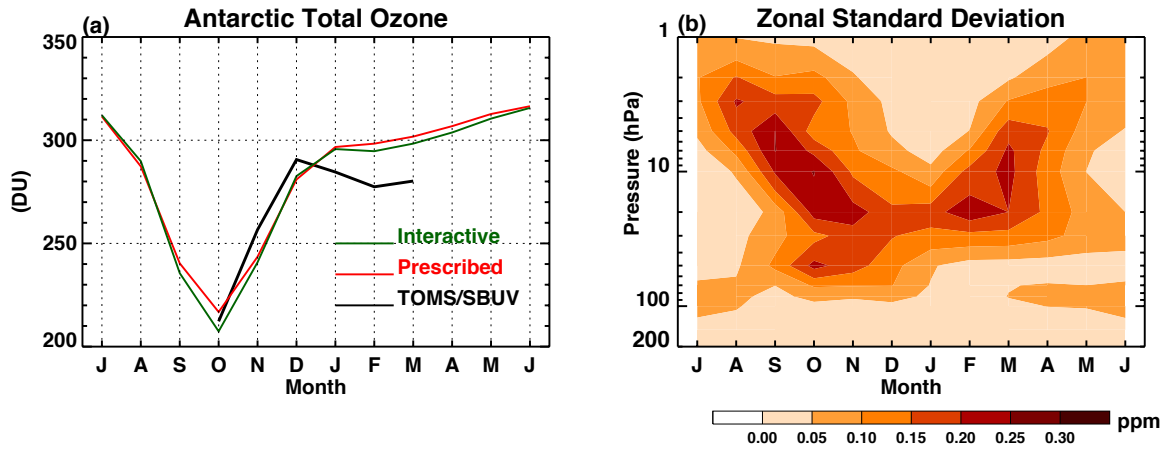 (a) Antarctic Total Ozone
350
300
250
200
(DU)
Interactive
Prescribed
TOMS/SBUV
J A S O N D J F M A M J
Month
(b) Zonal Standard Deviation
1
10
100
200
Pressure (hPa)
J A S O N D J F M A M J
Month
ppm
0.00 0.05 0.10 0.15 0.20 0.25 0.30